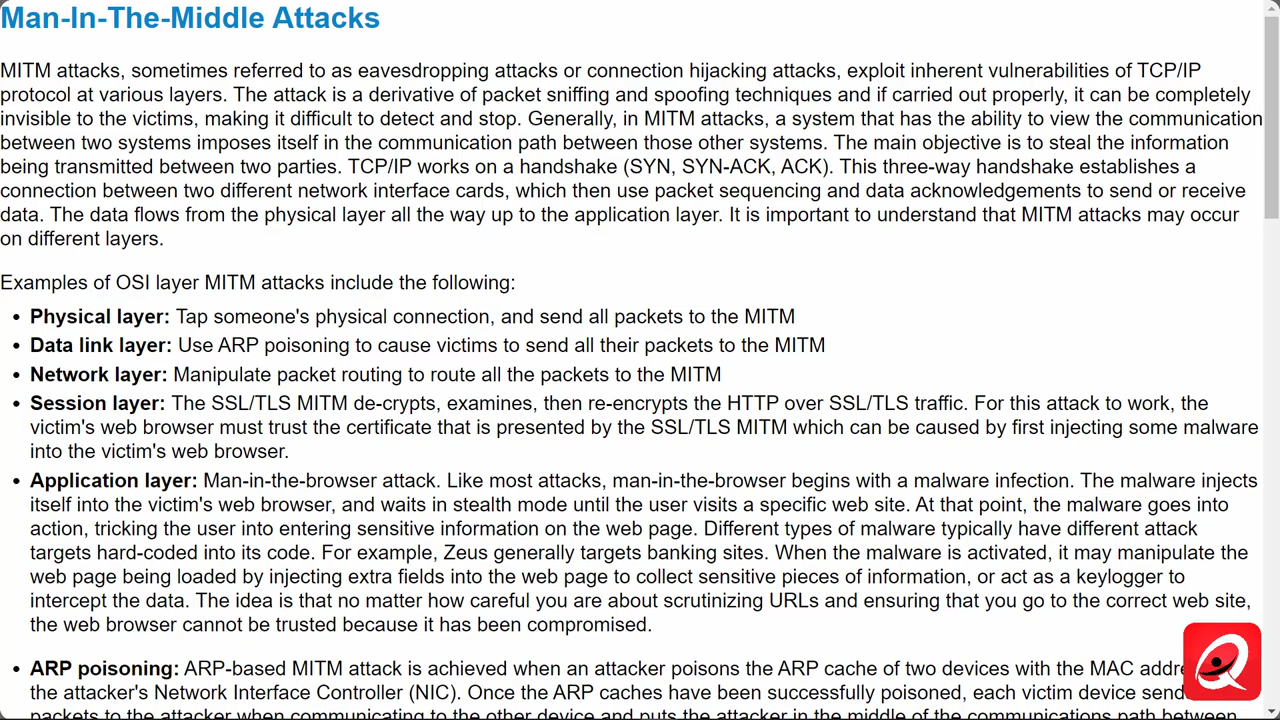 Man-In-The-Middle Attacks
MITM attacks, sometimes referred to as eavesdropping attacks or connection hijacking attacks, exploit inherent vulnerabilities of TCP/IP
protocol at various layers. The attack is a derivative of packet sniffing and spoofing techniques and if carried out properly, it can be completely
invisible to the victims, making it difficult to detect and stop. Generally, in MITM attacks, a system that has the ability to view the communication
between two systems imposes itself in the communication path between those other systems. The main objective is to steal the information
being transmitted between two parties. TCP/IP works on a handshake (SYN, SYN-ACK, ACK). This three-way handshake establishes a
connection between two different network interface cards, which then use packet sequencing and data acknowledgements to send or receive
data. The data flows from the physical layer all the way up to the application layer. It is important to understand that MITM attacks may occur
on different layers.
Examples of OSI layer MITM attacks include the following:
• Physical layer: Tap someone's physical connection, and send all packets to the MITM
• Data link layer: Use ARP poisoning to cause victims to send all their packets to the MITM
• Network layer: Manipulate packet routing to route all the packets to the MITM
• Session layer: The SSL/TLS MITM de-crypts, examines, then re-encrypts the HTTP over SSL/TLS traffic. For this attack to work, the
victim's web browser must trust the certificate that is presented by the SSL/TLS MITM which can be caused by first injecting some malware
into the victim's web browser.
• Application layer: Man-in-the-browser attack. Like most attacks, man-in-the-browser begins with a malware infection. The malware injects
itself into the victim's web browser, and waits in stealth mode until the user visits a specific web site. At that point, the malware goes into
action, tricking the user into entering sensitive information on the web page. Different types of malware typically have different attack
targets hard-coded into its code. For example, Zeus generally targets banking sites. When the malware is activated, it may manipulate the
web page being loaded by injecting extra fields into the web page to collect sensitive pieces of information, or act as a keylogger to
intercept the data. The idea is that no matter how careful you are about scrutinizing URLs and ensuring that you go to the correct web site,
the web browser cannot be trusted because it has been compromised.
• ARP poisoning: ARP-based MITM attack is achieved when an attacker poisons the ARP cache of two devices with the MAC
the attacker's Network Interface Controller (NIC). Once the ARP caches have been successfully poisoned, each victim device
packets to the attacker when communicating to the other device and puts the attacker in the middle of the communications path between